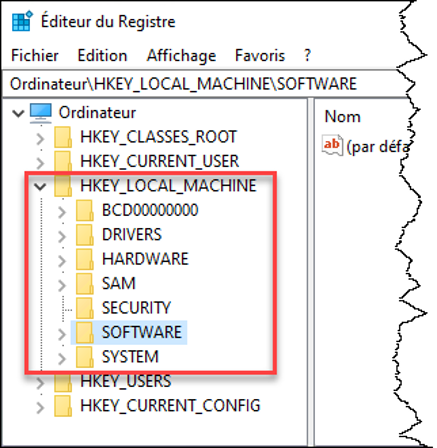 Éditeur du Registre
Fichier Edition Affichage Favoris ?
Ordinateur\HKEY_LOCAL_MACHINE\SOFTWARE
Ordinateur
HKEY_CLASSES_ROOT
HKEY_CURRENT_USER
HKEY_LOCAL_MACHINE
BCD00000000
DRIVERS
HARDWARE
SAM
SECURITY
SOFTWARE
SYSTEM
HKEY_USERS
HKEY_CURRENT_CONFIG
Nom
ab (par défa